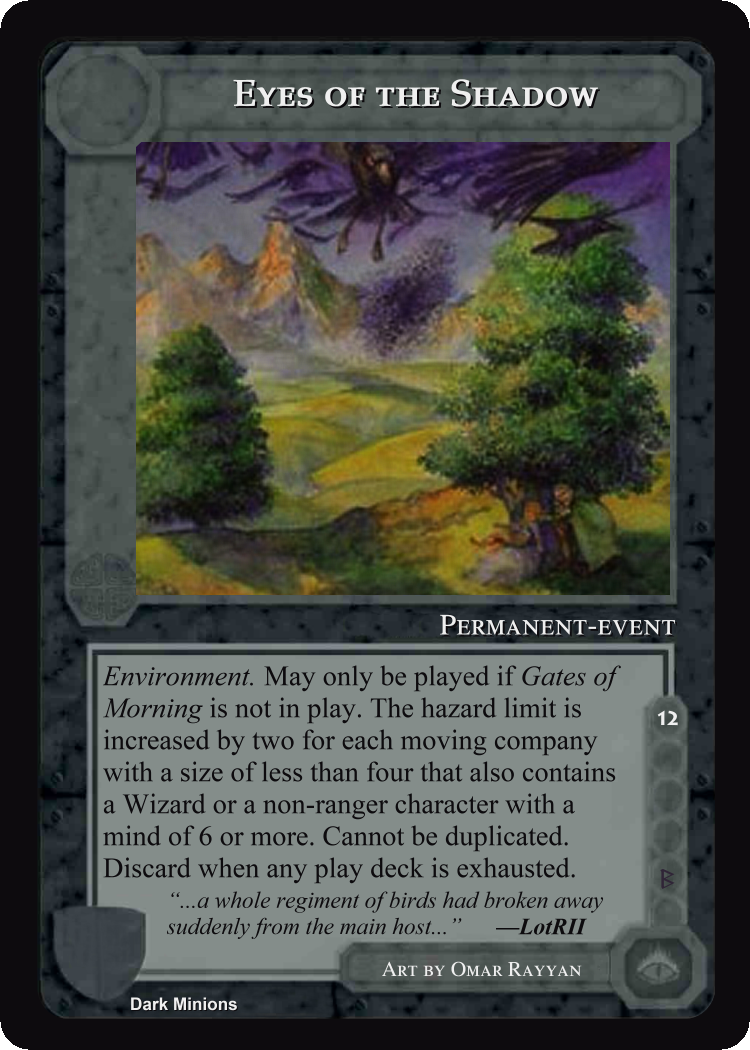 Eyes of the Shadow
Permanent-event
Environment. May only be played if Gates of
Morning is not in play. The hazard limit is
increased by two for each moving company
with a size of less than four that also contains
a Wizard or a non-ranger character with a
mind of 6 or more. Cannot be duplicated.
Discard when any play deck is exhausted.
“...a whole regiment of birds had broken away
suddenly from the main host...” —LotRII
12
B
Art by Omar Rayyan
Dark Minions